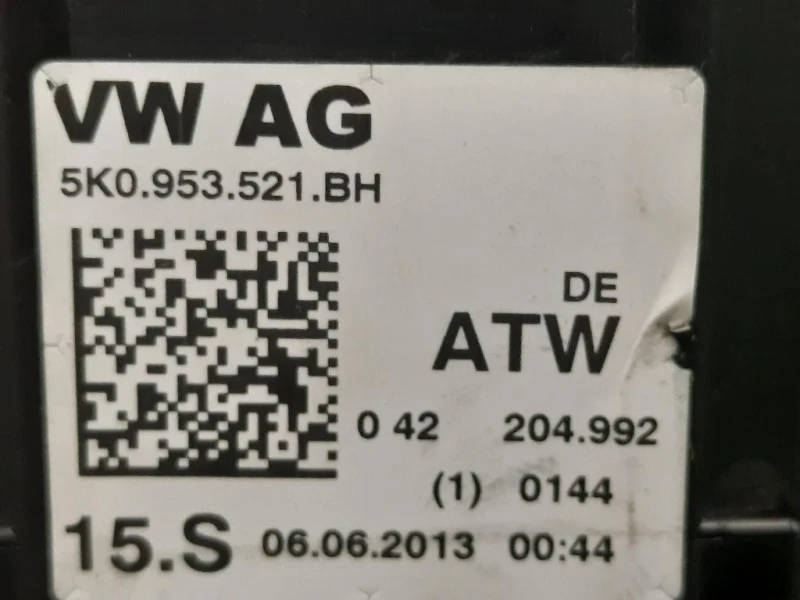 VW AG
5K0.953.521.BH
DE
ATW
0 42 204.992
(1) 0144
15.S 06.06.2013 00:44